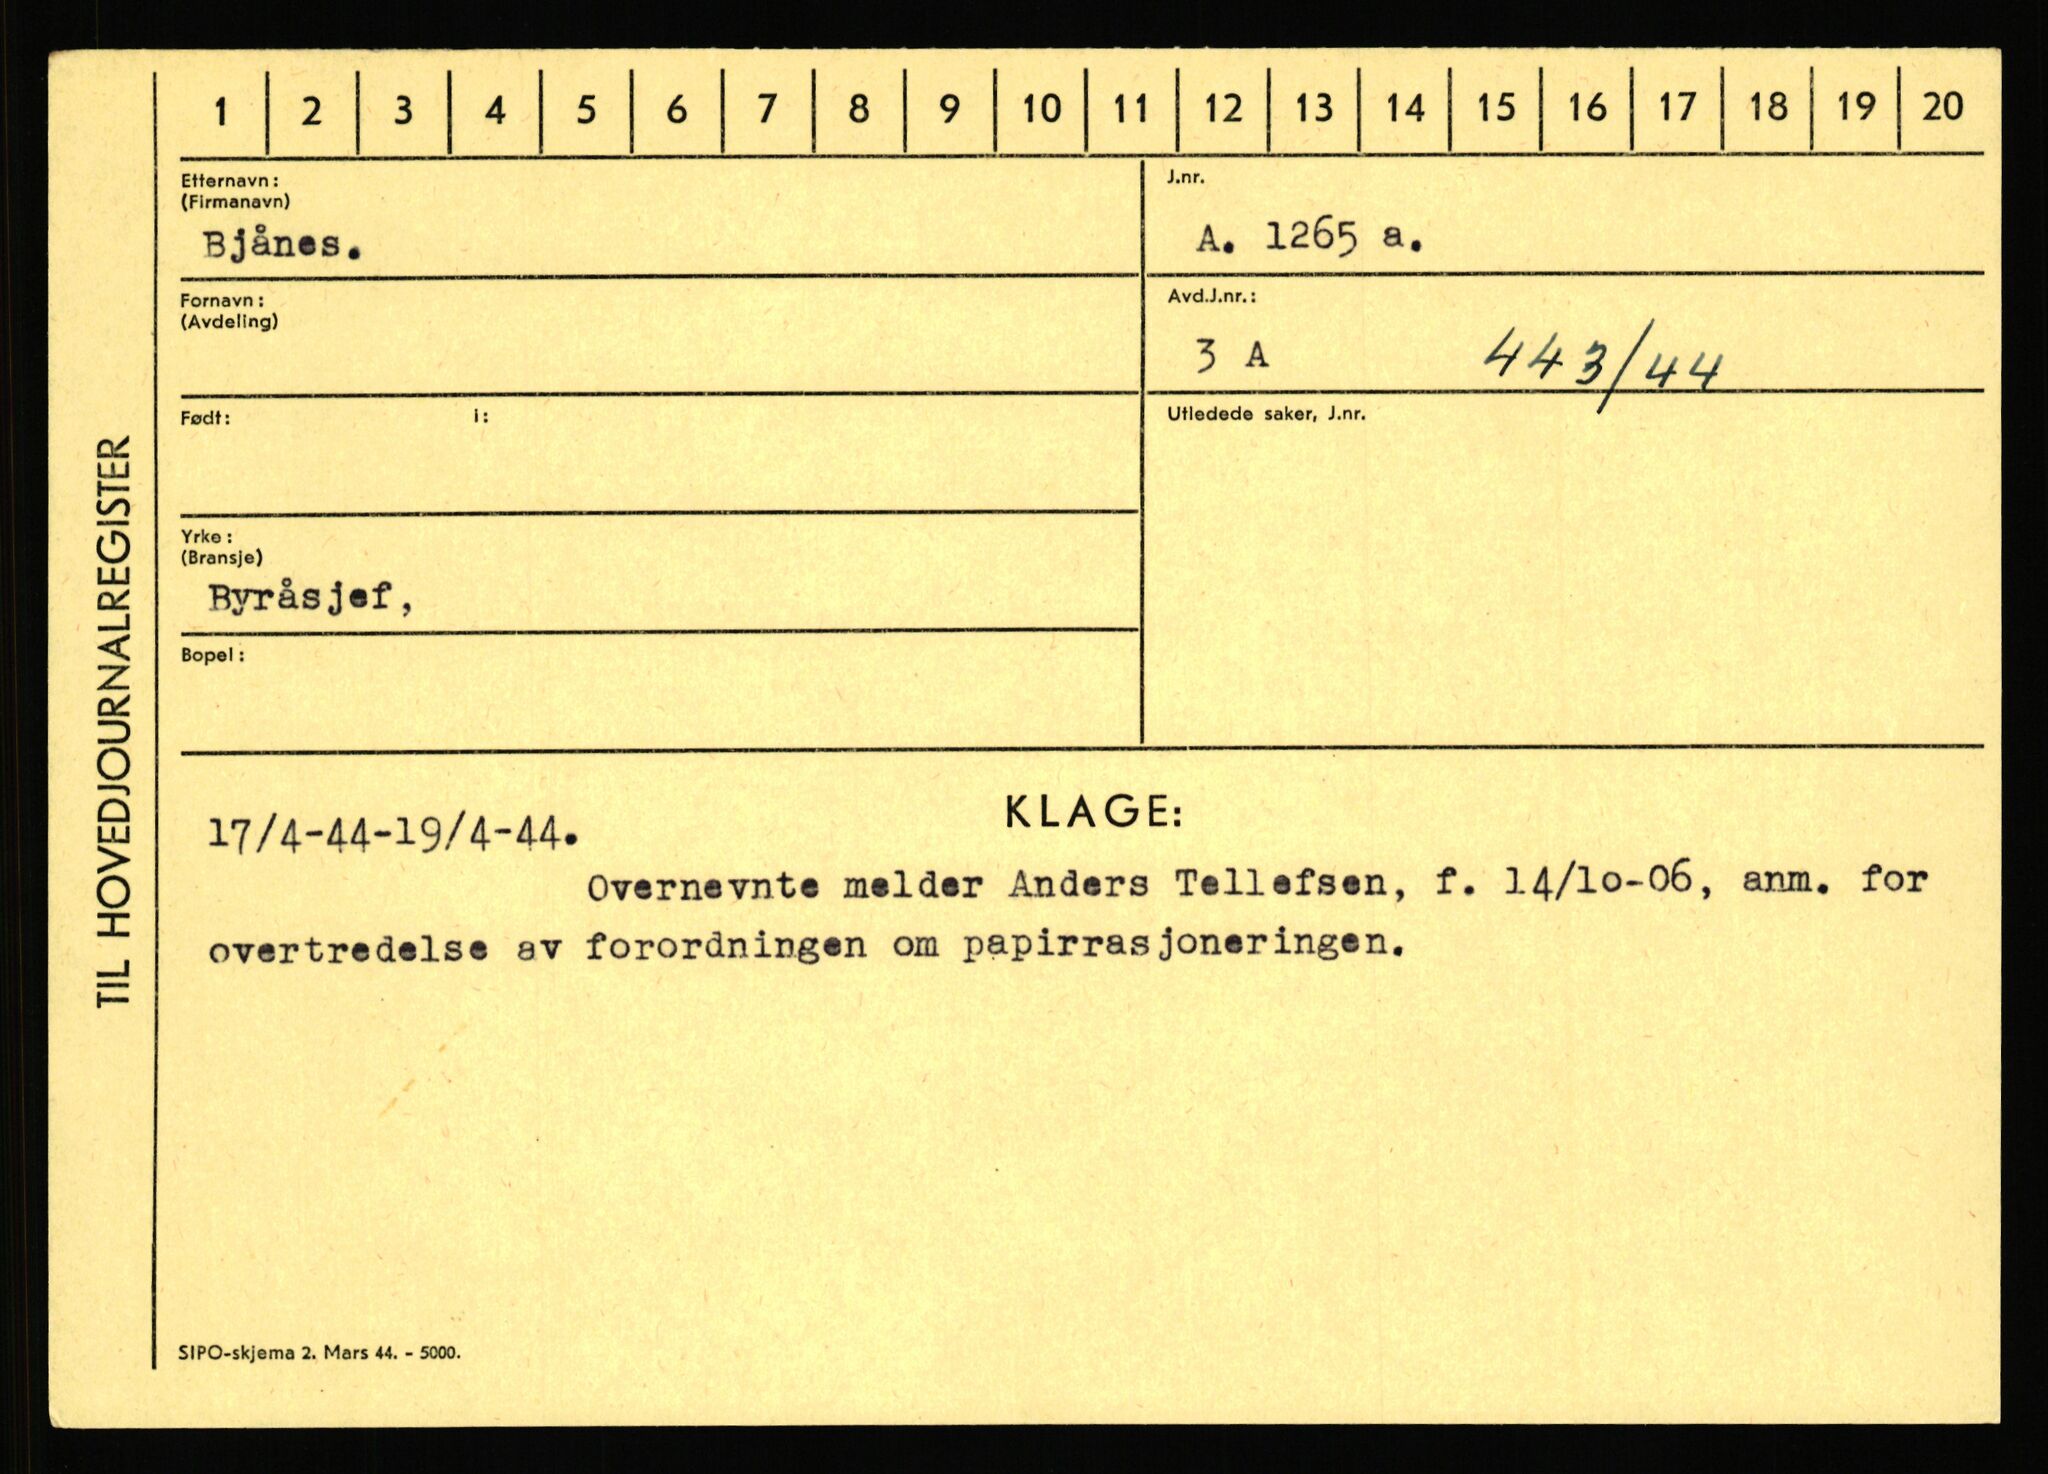 1 2 3 4 5 6 7 8 9 10 11 12 13 14 15 16 17 18 19 20
TIL HOVEDJOURNALREGISTER
Etternavn:
(Firmanavn)
Bjånes.
J.nr.
A. 1265 a.
Fornavn:
(Avdeling)
Avd.J.nr.:
3 A 443/44
Født: i:
Utledede saker, J.nr.
Yrke:
(Bransje)
Byråsjef,
Bopel:
KLAGE:
17/4-44-19/4-44.
Overnevnte melder Anders Tellefsen, f. 14/10-06, anm. for
overtredelse av forordningen om papirrasjoneringen.
SIPO-skjema 2. Mars 44. - 5000.